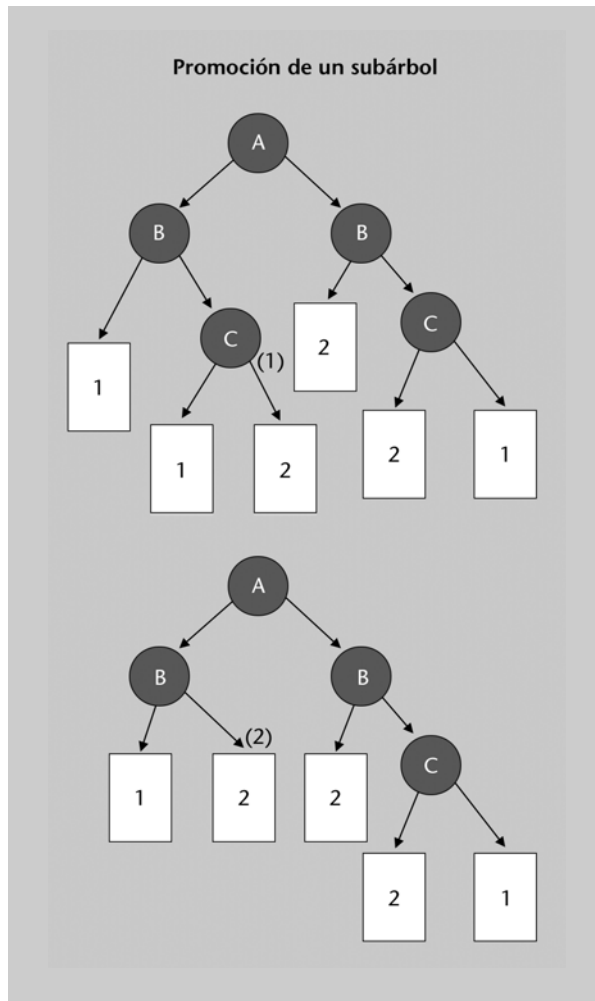 Promoción de un subárbol
A
B B
C C
(1)
2
1
1 2 2 1
A
B B
(2)
1 2 2
C
2 1